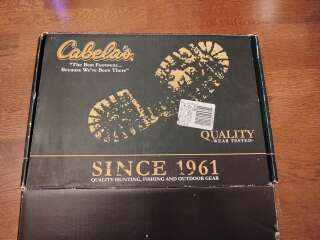 Cabela's
"The Best Footwear...
Because We've Been There"
QUALITY
WEAR TESTED
SINCE 1961
QUALITY HUNTING, FISHING AND OUTDOOR GEAR